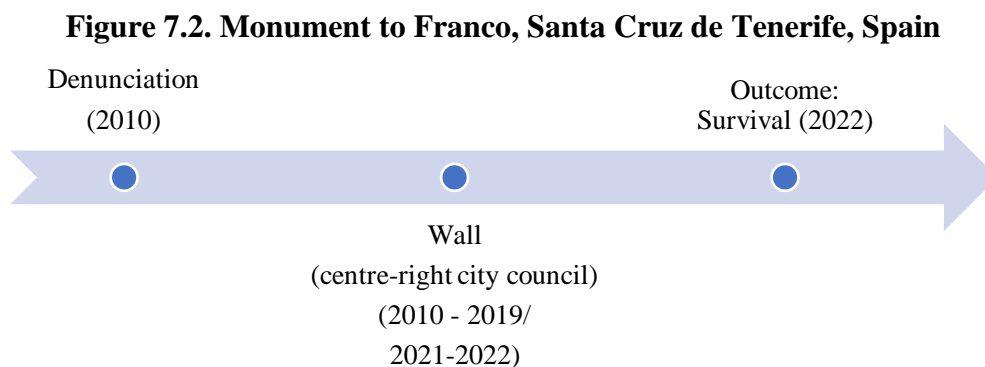 Figure 7.2. Monument to Franco, Santa Cruz de Tenerife, Spain
Denunciation
(2010)
Outcome:
Survival (2022)
Wall
(centre-right city council)
(2010 - 2019/
2021-2022)